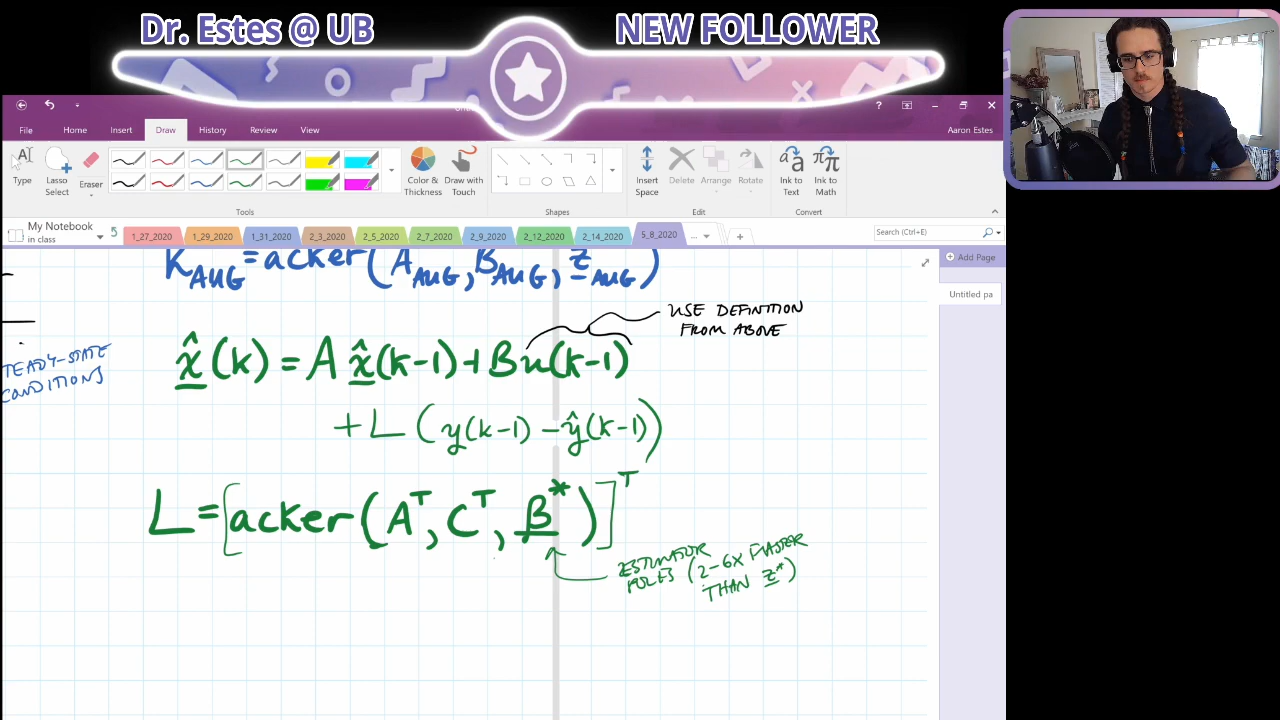 Dr. Estes @ UB NEW FOLLOWER
? Aaron Estes
File Home Insert Draw History Review View
Type Lasso Select Eraser Color & Thickness Draw with Touch Insert Space Delete Arrange Rotate Ink to Text Ink to Math
Tools Shapes Edit Convert
My Notebook in class 1_27_2020 1_29_2020 1_31_2020 2_3_2020 2_5_2020 2_7_2020 2_9_2020 2_12_2020 2_14_2020 5_8_2020 ... + Search (Ctrl+E)
+ Add Page
Untitled pa
K_AUG = acker(A_AUG, B_AUG, z_AUG)
USE DEFINITION
FROM ABOVE
TEADY-STATE
CONDITIONS
x̂(k) = A x̂(k-1) + Bu(k-1)
+ L (y(k-1) - ŷ(k-1))
L = [acker(Aᵀ, Cᵀ, β*)]ᵀ
ESTIMATOR
POLES (2-6X FASTER
THAN z*)